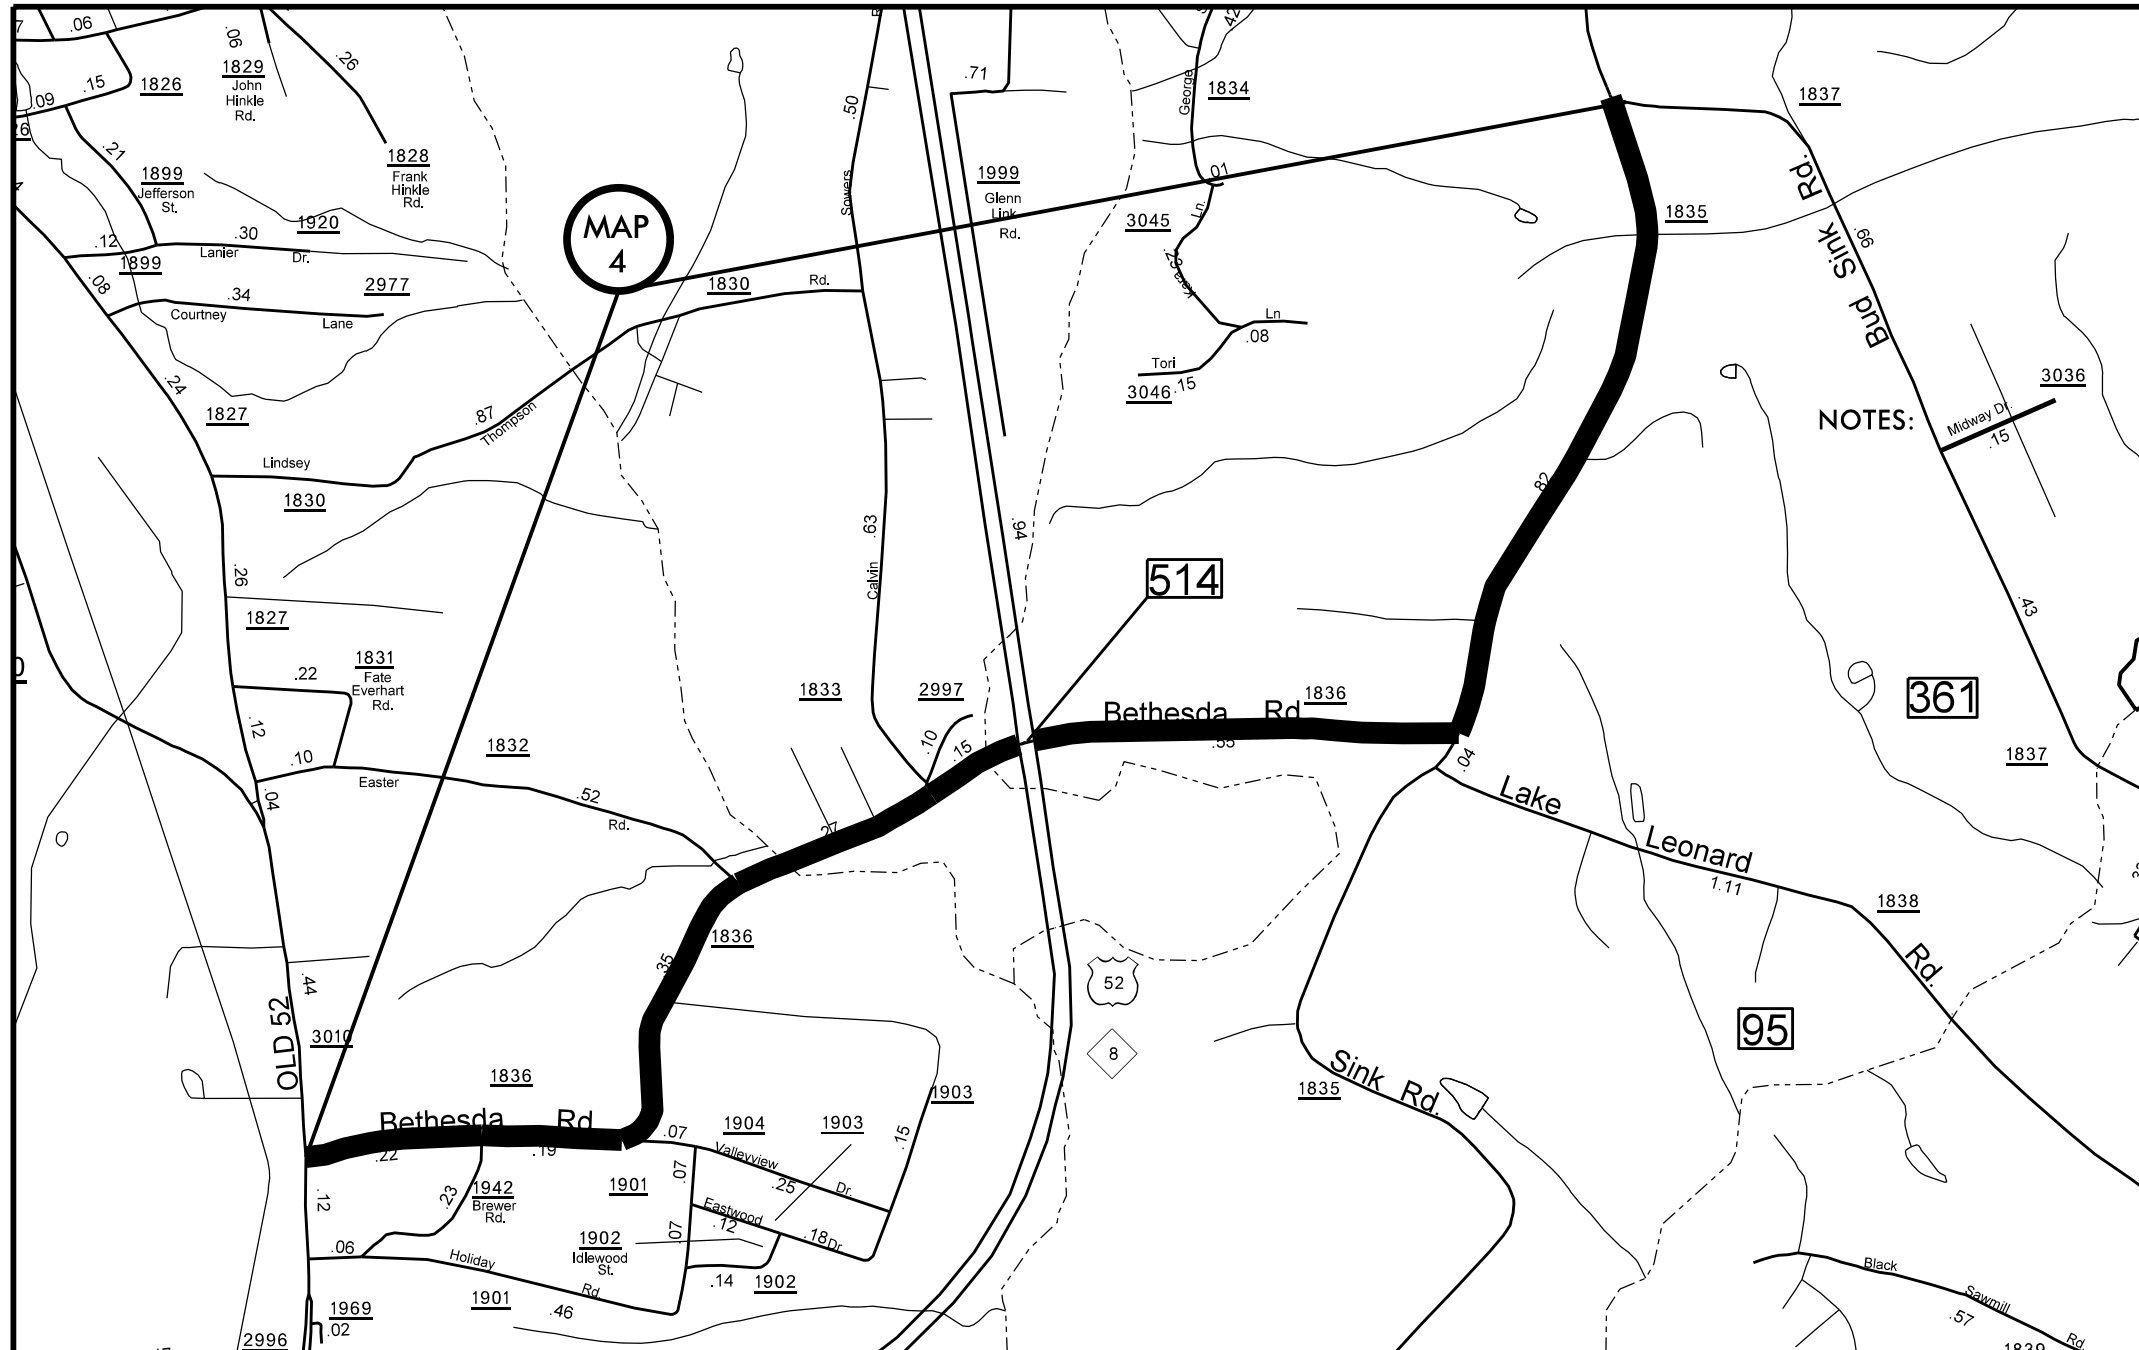 .06
.06
.26
.42
.15
1826
1829
John
Hinkle
Rd.
.09
.21
1828
Frank
Hinkle
Rd.
1899
Jefferson
St.
.12
1899
1920
.30
Lanier
Dr.
.08
2977
.34
Courtney
Lane
MAP
4
.50
Sowers
.71
1999
Glenn
Link
Rd.
George
1834
.01
3045
Ln.
.23
Kara
Ln
.08
Tori
3046
.15
1837
1835
Bud Sink Rd.
.99
3036
NOTES:
Midway Dr.
.15
1830
Rd.
.24
1827
.87
Thompson
Lindsey
1830
.63
Calvin
.94
.82
514
.26
1827
.22
1831
Fate
Everhart
Rd.
.12
.10
.04
1832
Easter
.52
Rd.
1833
2997
.10
.15
.27
Bethesda Rd.
1836
.55
.04
.43
361
1837
Lake Leonard Rd.
1.11
1838
95
1836
.35
52
8
.44
OLD 52
3010
1836
Bethesda Rd.
.22
.19
.07
1904
1903
1903
Valleyview
Dr.
.25
.15
.07
1901
1942
Brewer
Rd.
.23
.12
Eastwood
.12
.18
Dr.
.07
1902
Idlewood
St.
.06
Holiday
Rd.
.14
1902
1901
.46
1969
.02
2996
Sink Rd.
1835
Black
Sawmill
Rd.
.57
1839